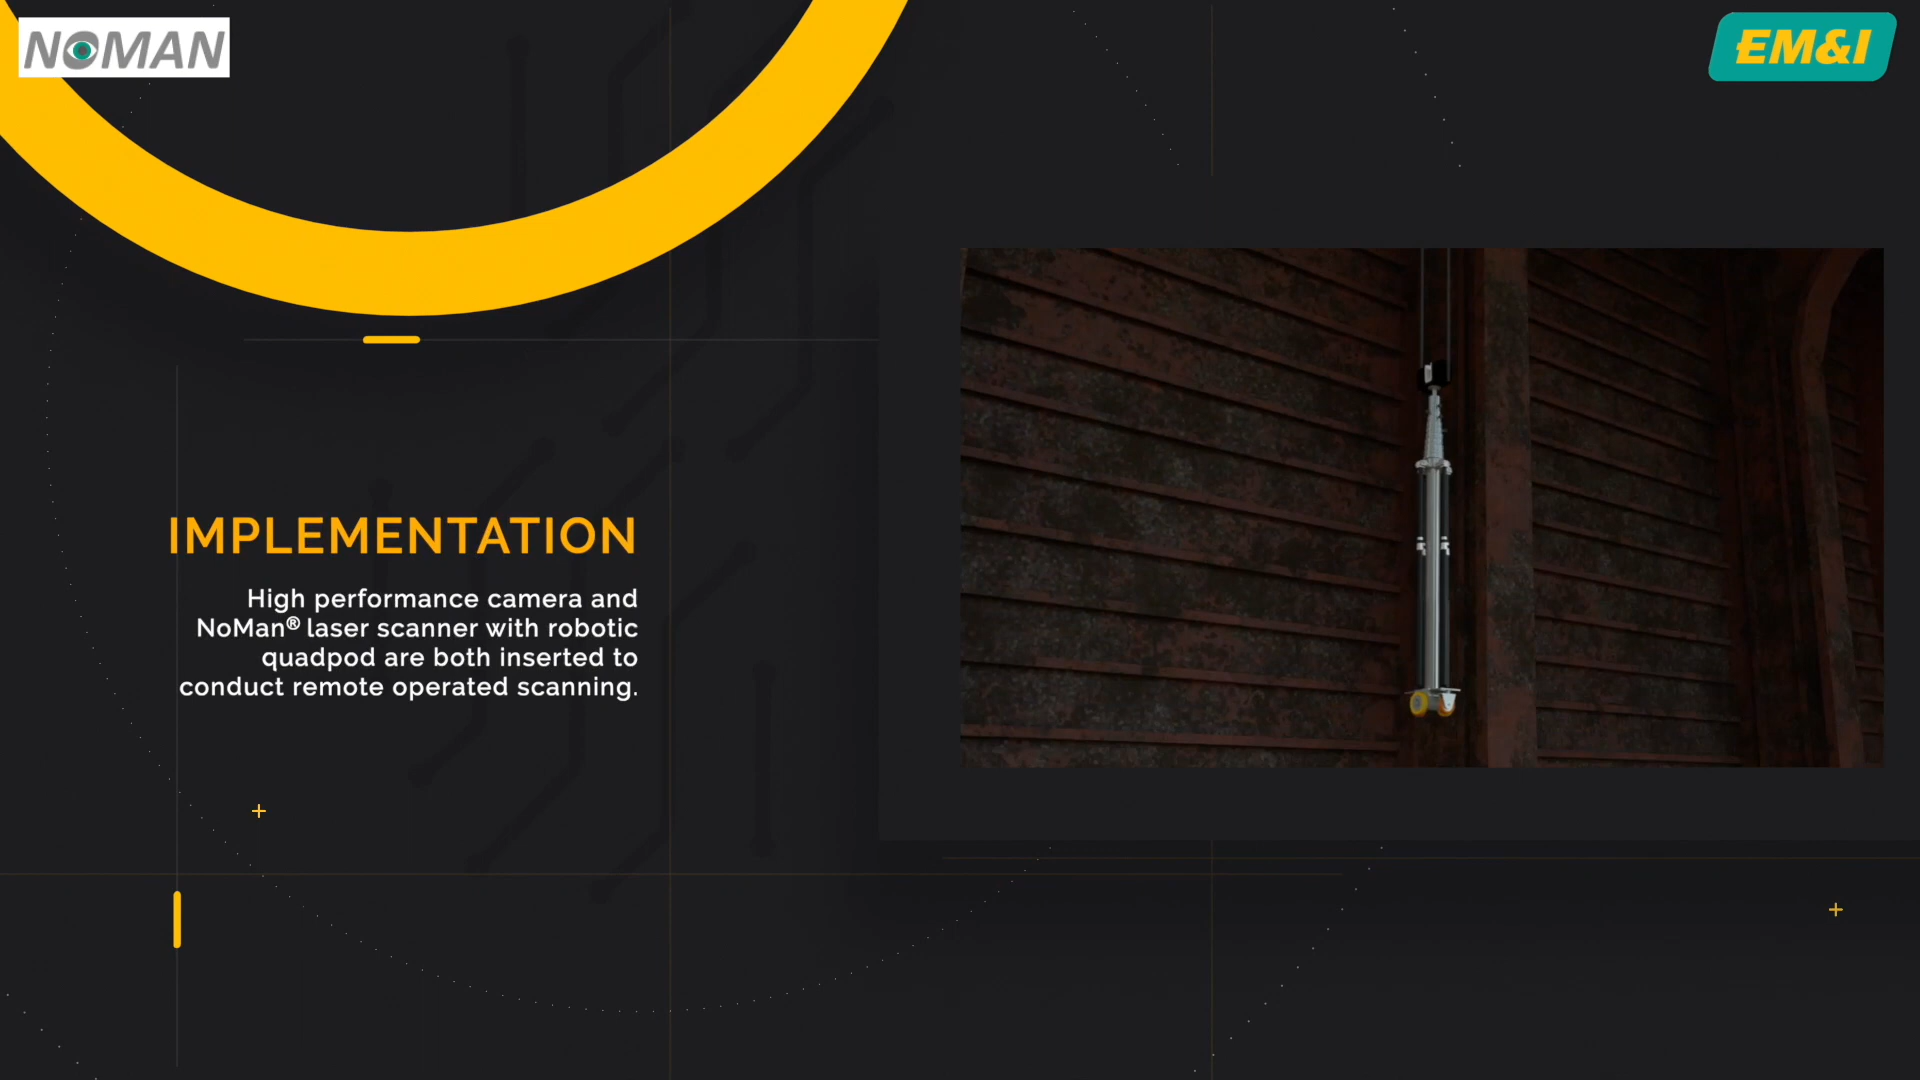 NOMAN
EM&I
IMPLEMENTATION
High performance camera and
NoMan® laser scanner with robotic
quadpod are both inserted to
conduct remote operated scanning.